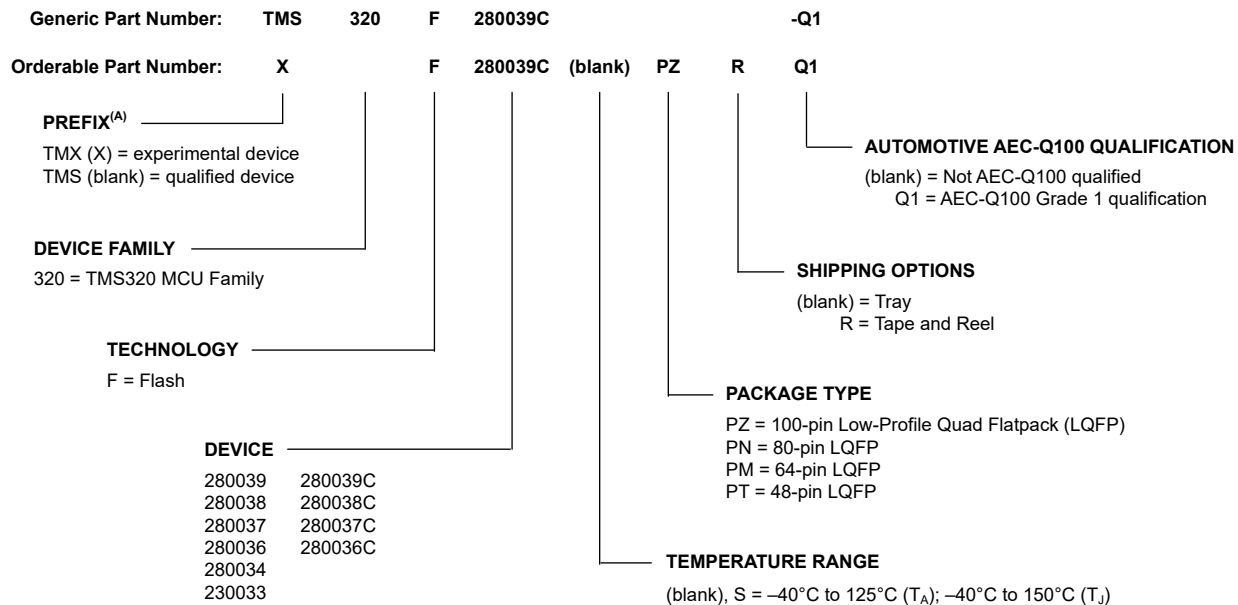 Generic Part Number: TMS 320 F 280039C -Q1
Orderable Part Number: X F 280039C (blank) PZ R Q1
PREFIX(A)
TMX (X) = experimental device
TMS (blank) = qualified device
AUTOMOTIVE AEC-Q100 QUALIFICATION
(blank) = Not AEC-Q100 qualified
Q1 = AEC-Q100 Grade 1 qualification
DEVICE FAMILY
320 = TMS320 MCU Family
SHIPPING OPTIONS
(blank) = Tray
R = Tape and Reel
TECHNOLOGY
F = Flash
PACKAGE TYPE
PZ = 100-pin Low-Profile Quad Flatpack (LQFP)
PN = 80-pin LQFP
PM = 64-pin LQFP
PT = 48-pin LQFP
DEVICE
280039 280039C
280038 280038C
280037 280037C
280036 280036C
280034
230033
TEMPERATURE RANGE
(blank), S = –40°C to 125°C (TA); –40°C to 150°C (TJ)